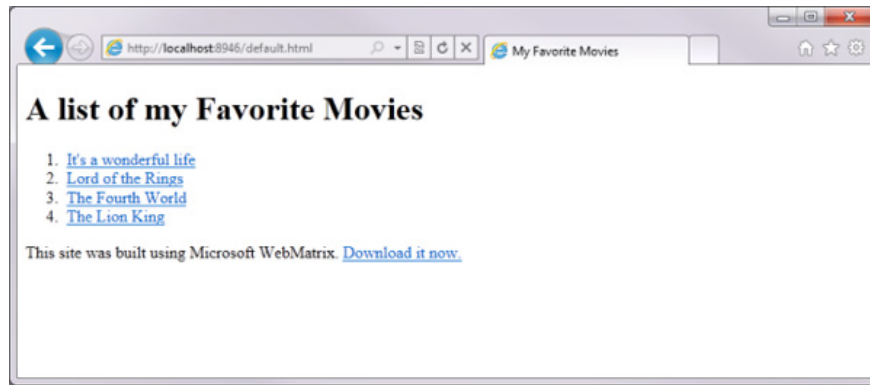 http://localhost:8946/default.html
My Favorite Movies
A list of my Favorite Movies
1. It's a wonderful life
2. Lord of the Rings
3. The Fourth World
4. The Lion King
This site was built using Microsoft WebMatrix. Download it now.